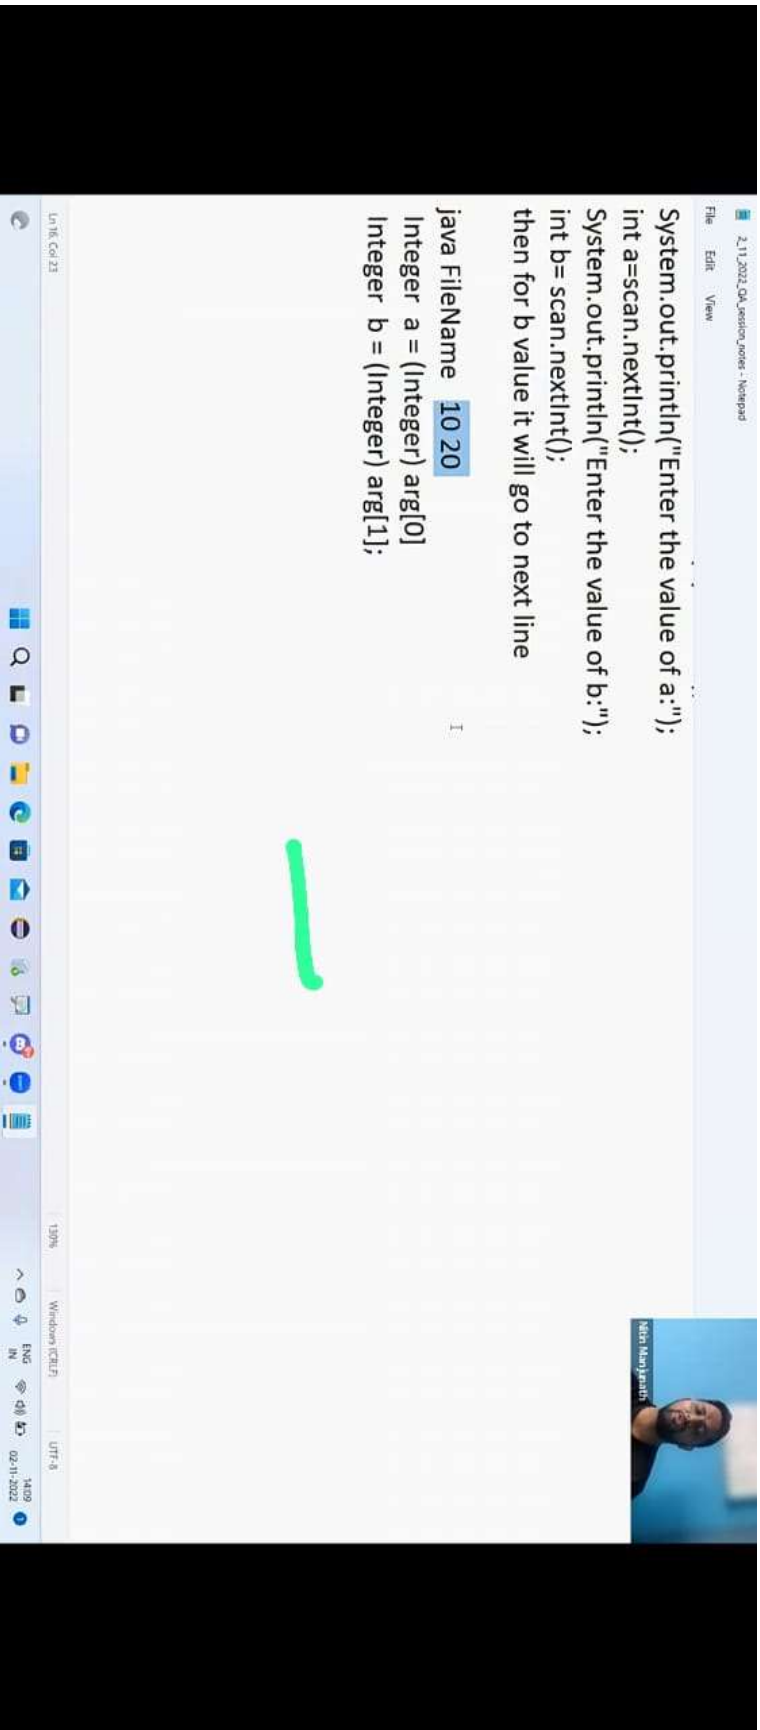 2_11_2022_QA_session_notes - Notepad
File Edit View
System.out.println("Enter the value of a:");
int a=scan.nextInt();
System.out.println("Enter the value of b:");
int b= scan.nextInt();
then for b value it will go to next line
java FileName 10 20
Integer a = (Integer) arg[0]
Integer b = (Integer) arg[1];
Nitin Manjunath
Ln 16, Col 23
130%
Windows (CRLF)
UTF-8
ENG
IN
14:09
02-11-2022